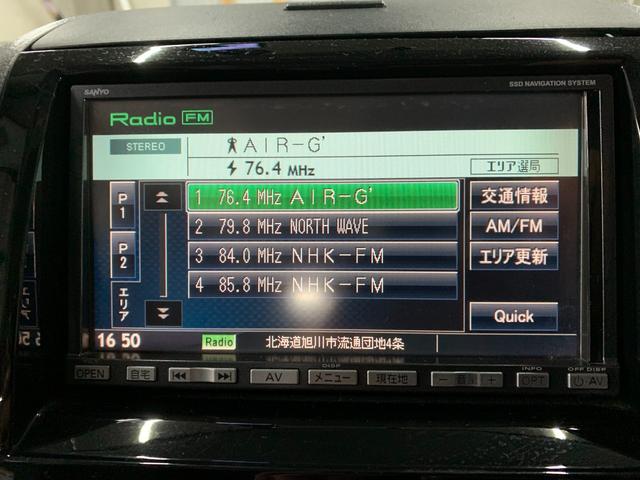 SANYO
SSD NAVIGATION SYSTEM
Radio FM
STEREO
AIR-G'
76.4 MHz
エリア選局
P1
P2
エリア
1 76.4 MHz AIR-G'
2 79.8 MHz NORTH WAVE
3 84.0 MHz NHK-FM
4 85.8 MHz NHK-FM
交通情報
AM/FM
エリア更新
Quick
16 50
Radio
北海道旭川市流通団地4条
DISP
INFO
OFF DISP
OPEN
自宅
AV
メニュー
現在地
− 音量 +
OPT
AV